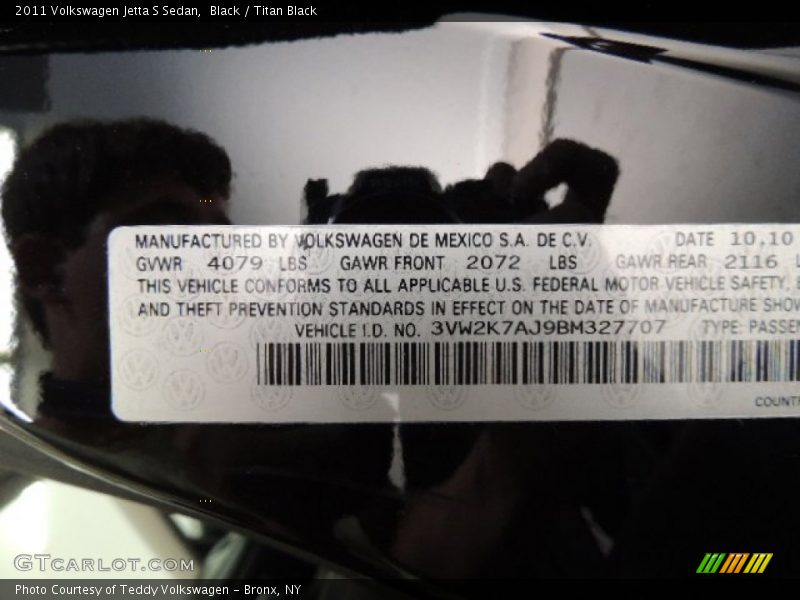 2011 Volkswagen Jetta S Sedan,  Black / Titan Black
MANUFACTURED BY VOLKSWAGEN DE MEXICO S.A. DE C.V. DATE 10.10
GVWR 4079 LBS GAWR FRONT 2072 LBS GAWR REAR 2116
THIS VEHICLE CONFORMS TO ALL APPLICABLE U.S. FEDERAL MOTOR VEHICLE SAFETY,
AND THEFT PREVENTION STANDARDS IN EFFECT ON THE DATE OF MANUFACTURE SHOW
VEHICLE I.D. NO. 3VW2K7AJ9BM327707 TYPE: PASSEN
COUNTR
GTcarlot.com
Photo Courtesy of Teddy Volkswagen - Bronx, NY